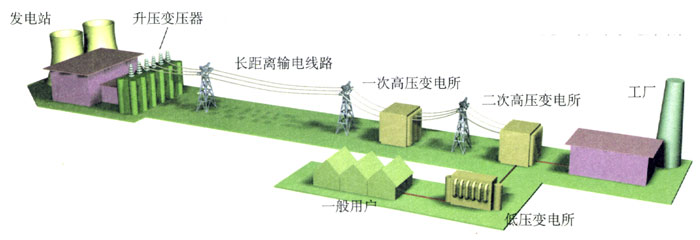 发电站
升压变压器
长距离输电线路
一次高压变电所
二次高压变电所
工厂
一般用户
低压变电所